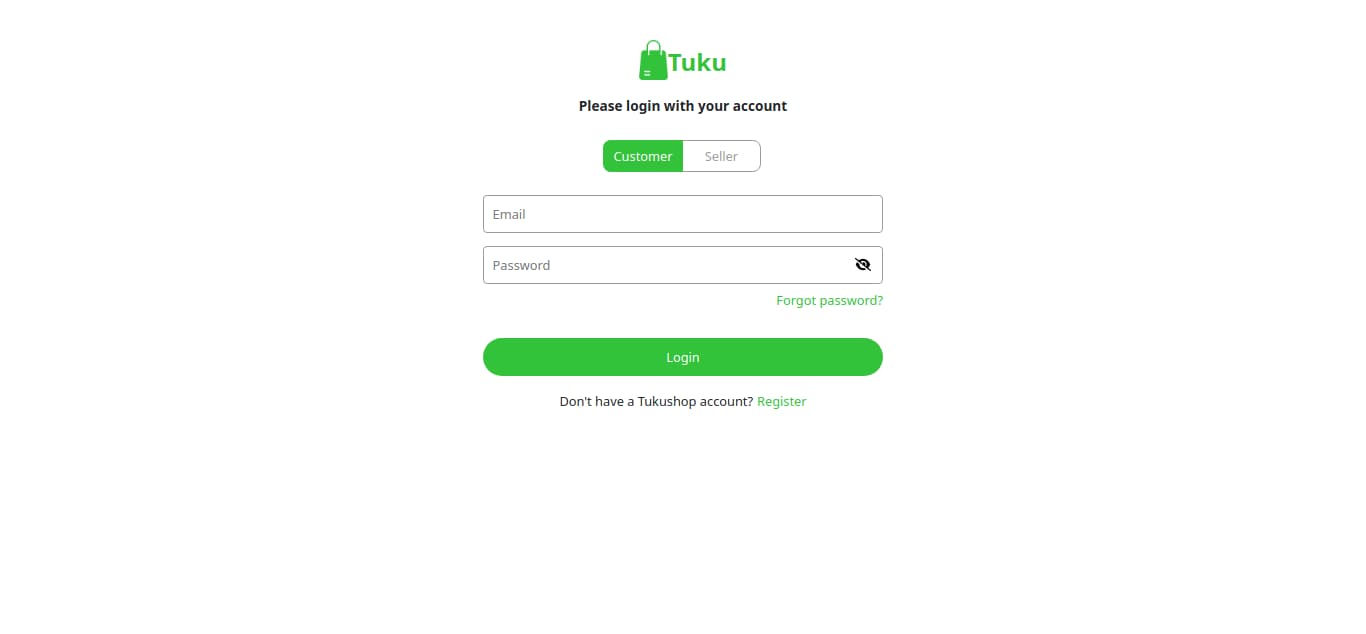 Tuku
Please login with your account
Customer Seller
Email
Password
Forgot password?
Login
Don't have a Tukushop account? Register